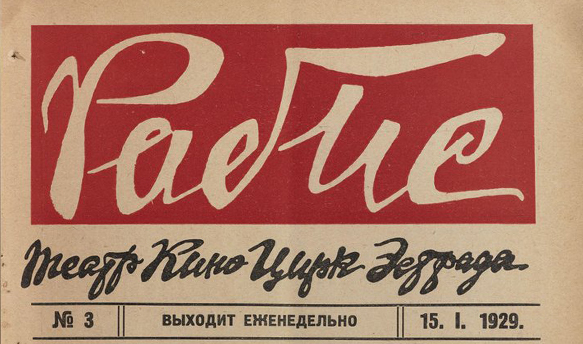 Рабис
Театр Кино Цирк Эстрада
№ 3 ВЫХОДИТ ЕЖЕНЕДЕЛЬНО 15. I. 1929.